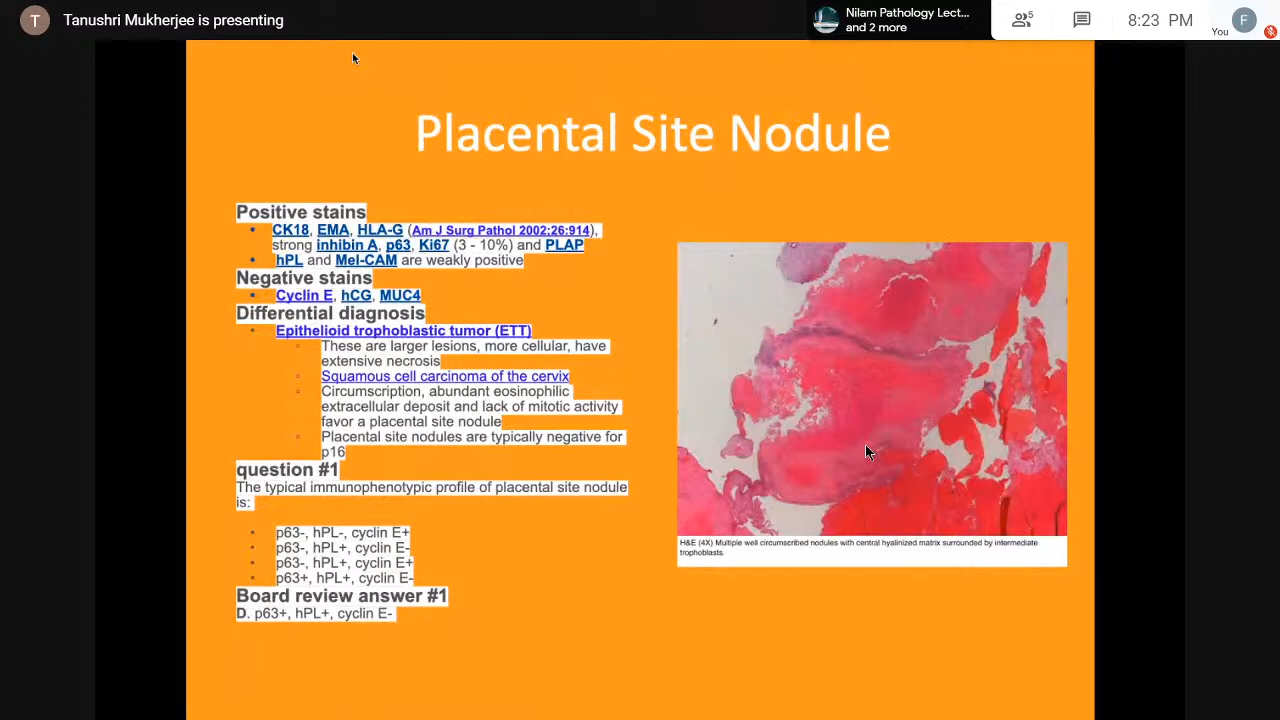 T Tanushri Mukherjee is presenting
Nilam Pathology Lect...
and 2 more
5
8:23 PM
You
F
Placental Site Nodule
Positive stains
• CK18, EMA, HLA-G (Am J Surg Pathol 2002;26:914),
strong inhibin A, p63, Ki67 (3 - 10%) and PLAP
• hPL and Mel-CAM are weakly positive
Negative stains
• Cyclin E, hCG, MUC4
Differential diagnosis
• Epithelioid trophoblastic tumor (ETT)
◦ These are larger lesions, more cellular, have
extensive necrosis
◦ Squamous cell carcinoma of the cervix
◦ Circumscription, abundant eosinophilic
extracellular deposit and lack of mitotic activity
favor a placental site nodule
◦ Placental site nodules are typically negative for
p16
question #1
The typical immunophenotypic profile of placental site nodule
is:
• p63-, hPL-, cyclin E+
• p63-, hPL+, cyclin E-
• p63-, hPL+, cyclin E+
• p63+, hPL+, cyclin E-
Board review answer #1
D. p63+, hPL+, cyclin E-
H&E (4X) Multiple well circumscribed nodules with central hyalinized matrix surrounded by intermediate
trophoblasts.